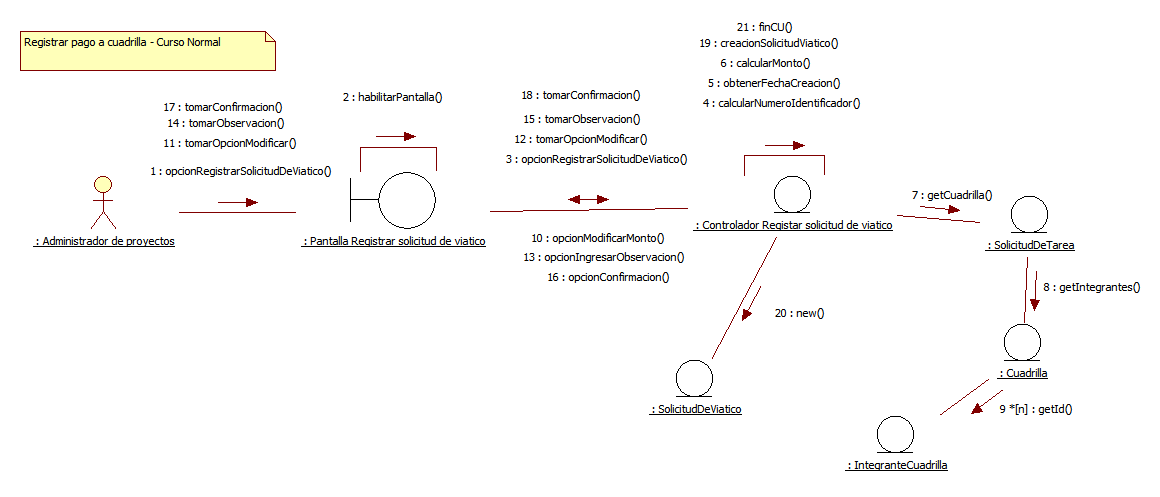 Registrar pago a cuadrilla - Curso Normal
21 : finCU()
19 : creacionSolicitudViatico()
6 : calcularMonto()
5 : obtenerFechaCreacion()
4 : calcularNumeroIdentificador()
2 : habilitarPantalla()
18 : tomarConfirmacion()
15 : tomarObservacion()
12 : tomarOpcionModificar()
3 : opcionRegistrarSolicitudDeViatico()
17 : tomarConfirmacion()
14 : tomarObservacion()
11 : tomarOpcionModificar()
1 : opcionRegistrarSolicitudDeViatico()
7 : getCuadrilla()
: Administrador de proyectos
: Pantalla Registrar solicitud de viatico
: Controlador Registar solicitud de viatico
: SolicitudDeTarea
10 : opcionModificarMonto()
13 : opcionIngresarObservacion()
16 : opcionConfirmacion()
8 : getIntegrantes()
20 : new()
: Cuadrilla
: SolicitudDeViatico
9 *[n] : getId()
: IntegranteCuadrilla